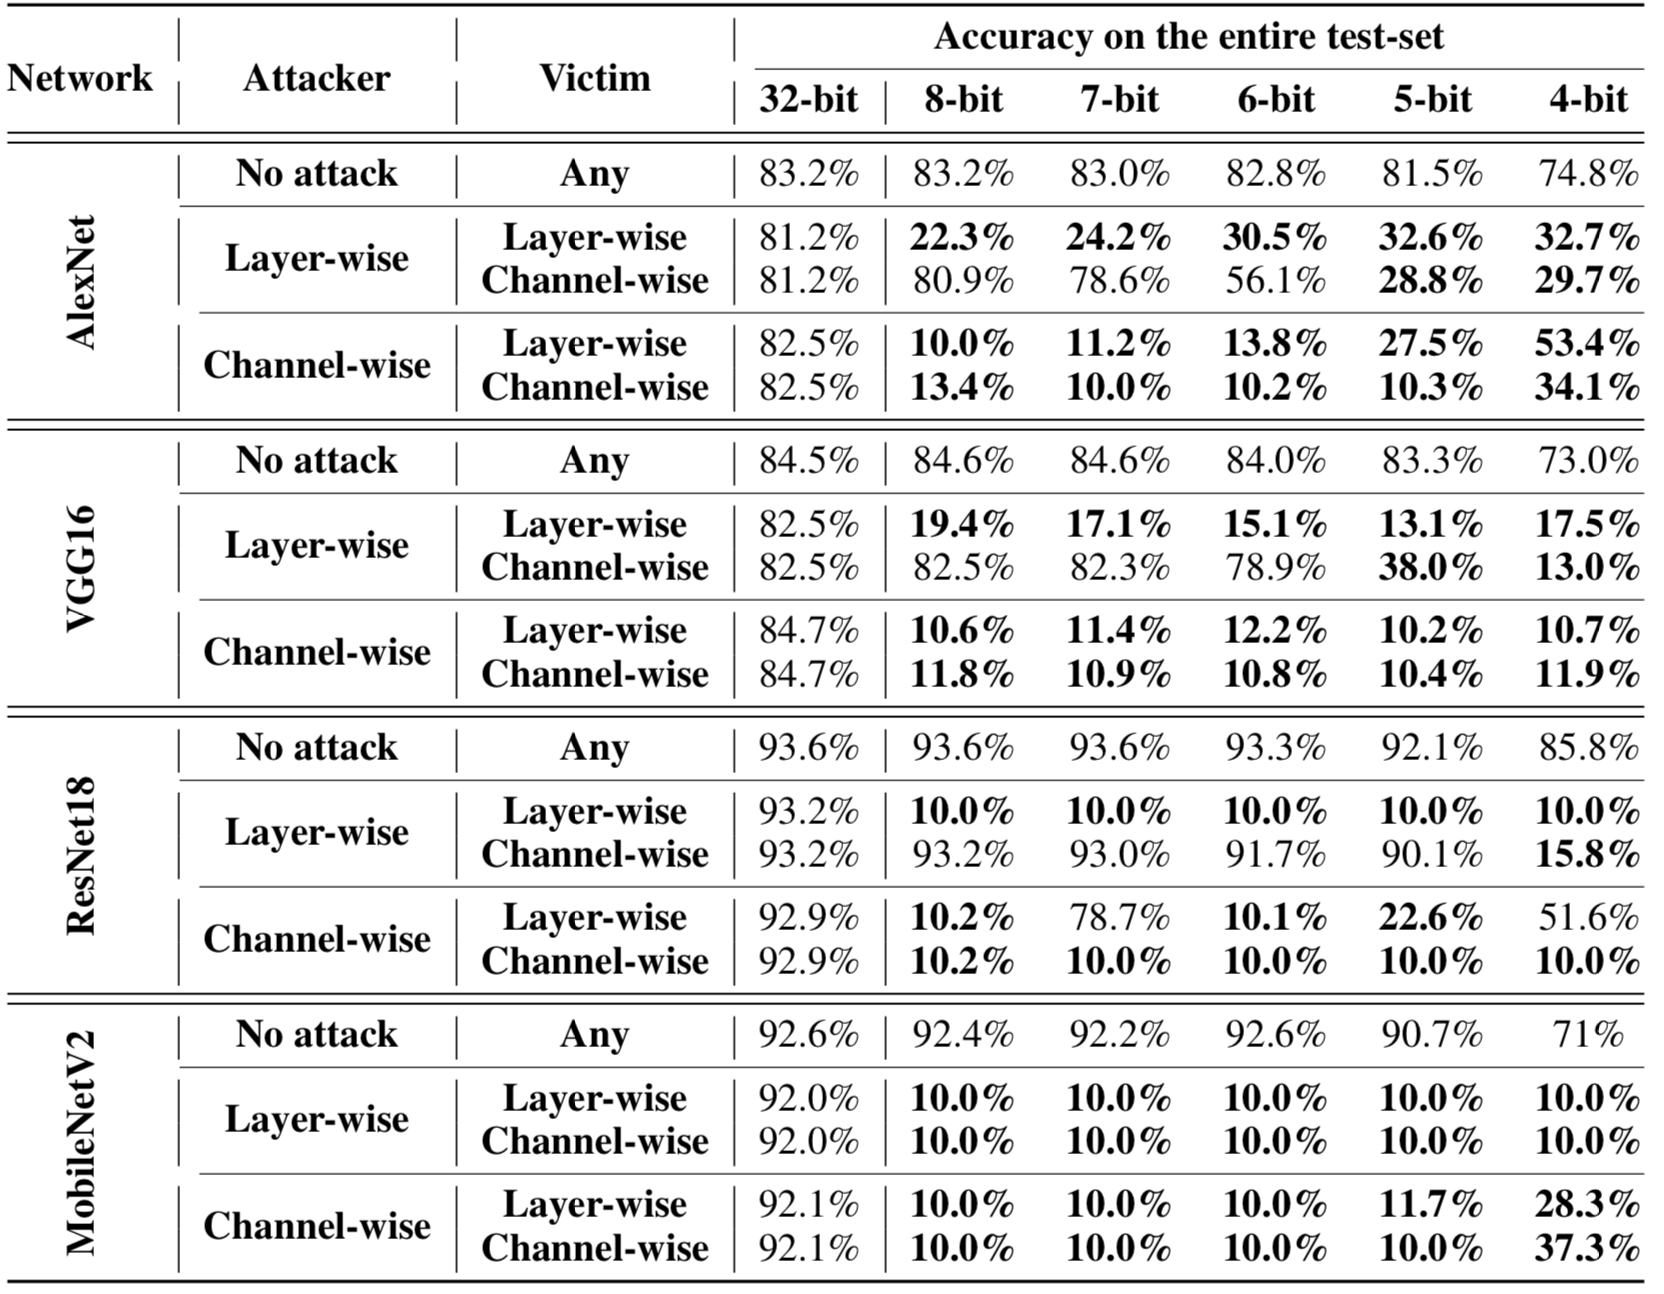 Network Attacker Victim Accuracy on the entire test-set
32-bit 8-bit 7-bit 6-bit 5-bit 4-bit
AlexNet
No attack Any 83.2% 83.2% 83.0% 82.8% 81.5% 74.8%
Layer-wise
Layer-wise 81.2% 22.3% 24.2% 30.5% 32.6% 32.7%
Channel-wise 81.2% 80.9% 78.6% 56.1% 28.8% 29.7%
Channel-wise
Layer-wise 82.5% 10.0% 11.2% 13.8% 27.5% 53.4%
Channel-wise 82.5% 13.4% 10.0% 10.2% 10.3% 34.1%
VGG16
No attack Any 84.5% 84.6% 84.6% 84.0% 83.3% 73.0%
Layer-wise
Layer-wise 82.5% 19.4% 17.1% 15.1% 13.1% 17.5%
Channel-wise 82.5% 82.5% 82.3% 78.9% 38.0% 13.0%
Channel-wise
Layer-wise 84.7% 10.6% 11.4% 12.2% 10.2% 10.7%
Channel-wise 84.7% 11.8% 10.9% 10.8% 10.4% 11.9%
ResNet18
No attack Any 93.6% 93.6% 93.6% 93.3% 92.1% 85.8%
Layer-wise
Layer-wise 93.2% 10.0% 10.0% 10.0% 10.0% 10.0%
Channel-wise 93.2% 93.2% 93.0% 91.7% 90.1% 15.8%
Channel-wise
Layer-wise 92.9% 10.2% 78.7% 10.1% 22.6% 51.6%
Channel-wise 92.9% 10.2% 10.0% 10.0% 10.0% 10.0%
MobileNetV2
No attack Any 92.6% 92.4% 92.2% 92.6% 90.7% 71%
Layer-wise
Layer-wise 92.0% 10.0% 10.0% 10.0% 10.0% 10.0%
Channel-wise 92.0% 10.0% 10.0% 10.0% 10.0% 10.0%
Channel-wise
Layer-wise 92.1% 10.0% 10.0% 10.0% 11.7% 28.3%
Channel-wise 92.1% 10.0% 10.0% 10.0% 10.0% 37.3%